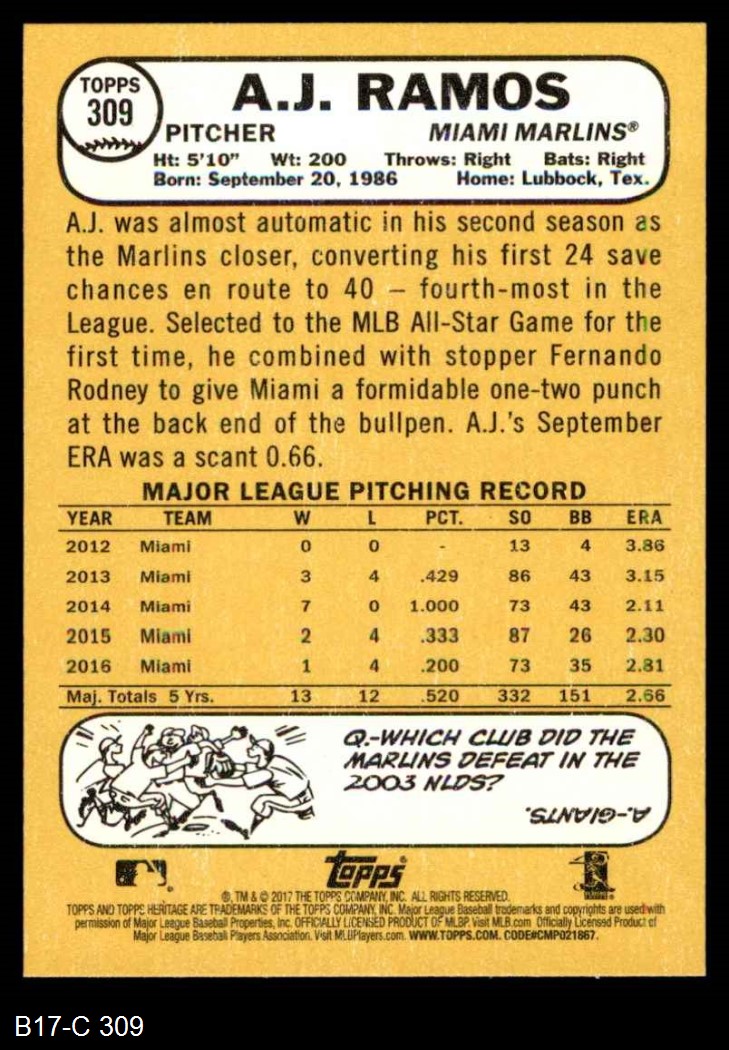 TOPPS
309
A.J. RAMOS
PITCHER MIAMI MARLINS®
Ht: 5'10" Wt: 200 Throws: Right Bats: Right
Born: September 20, 1986 Home: Lubbock, Tex.
A.J. was almost automatic in his second season as
the Marlins closer, converting his first 24 save
chances en route to 40 – fourth-most in the
League. Selected to the MLB All-Star Game for the
first time, he combined with stopper Fernando
Rodney to give Miami a formidable one-two punch
at the back end of the bullpen. A.J.'s September
ERA was a scant 0.66.
MAJOR LEAGUE PITCHING RECORD
YEAR TEAM W L PCT. SO BB ERA
2012 Miami 0 0 - 13 4 3.86
2013 Miami 3 4 .429 86 43 3.15
2014 Miami 7 0 1.000 73 43 2.11
2015 Miami 2 4 .333 87 26 2.30
2016 Miami 1 4 .200 73 35 2.81
Maj. Totals 5 Yrs. 13 12 .520 332 151 2.66
Q.-WHICH CLUB DID THE
MARLINS DEFEAT IN THE
2003 NLDS?
A.-GIANTS.
topps®
®, TM & © 2017 THE TOPPS COMPANY, INC. ALL RIGHTS RESERVED.
TOPPS AND TOPPS HERITAGE ARE TRADEMARKS OF THE TOPPS COMPANY, INC. Major League Baseball trademarks and copyrights are used with
permission of Major League Baseball Properties, Inc. OFFICIALLY LICENSED PRODUCT OF MLBP. Visit MLB.com Officially Licensed Product of
Major League Baseball Players Association. Visit MLBPlayers.com. WWW.TOPPS.COM. CODE#CMP021867.
B17-C 309